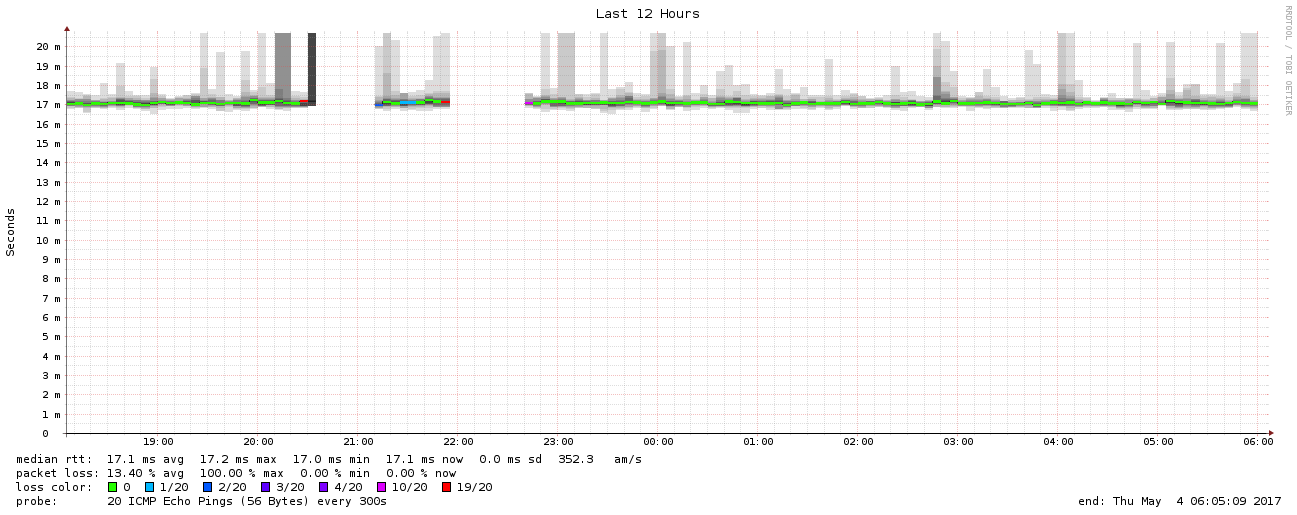 Last 12 Hours
RRDTOOL / TOBI OETIKER
Seconds
20 m
19 m
18 m
17 m
16 m
15 m
14 m
13 m
12 m
11 m
10 m
9 m
8 m
7 m
6 m
5 m
4 m
3 m
2 m
1 m
0
19:00 20:00 21:00 22:00 23:00 00:00 01:00 02:00 03:00 04:00 05:00 06:00
median rtt: 17.1 ms avg 17.2 ms max 17.0 ms min 17.1 ms now 0.0 ms sd 352.3 am/s
packet loss: 13.40 % avg 100.00 % max 0.00 % min 0.00 % now
loss color: 0 1/20 2/20 3/20 4/20 10/20 19/20
probe: 20 ICMP Echo Pings (56 Bytes) every 300s end: Thu May 4 06:05:09 2017